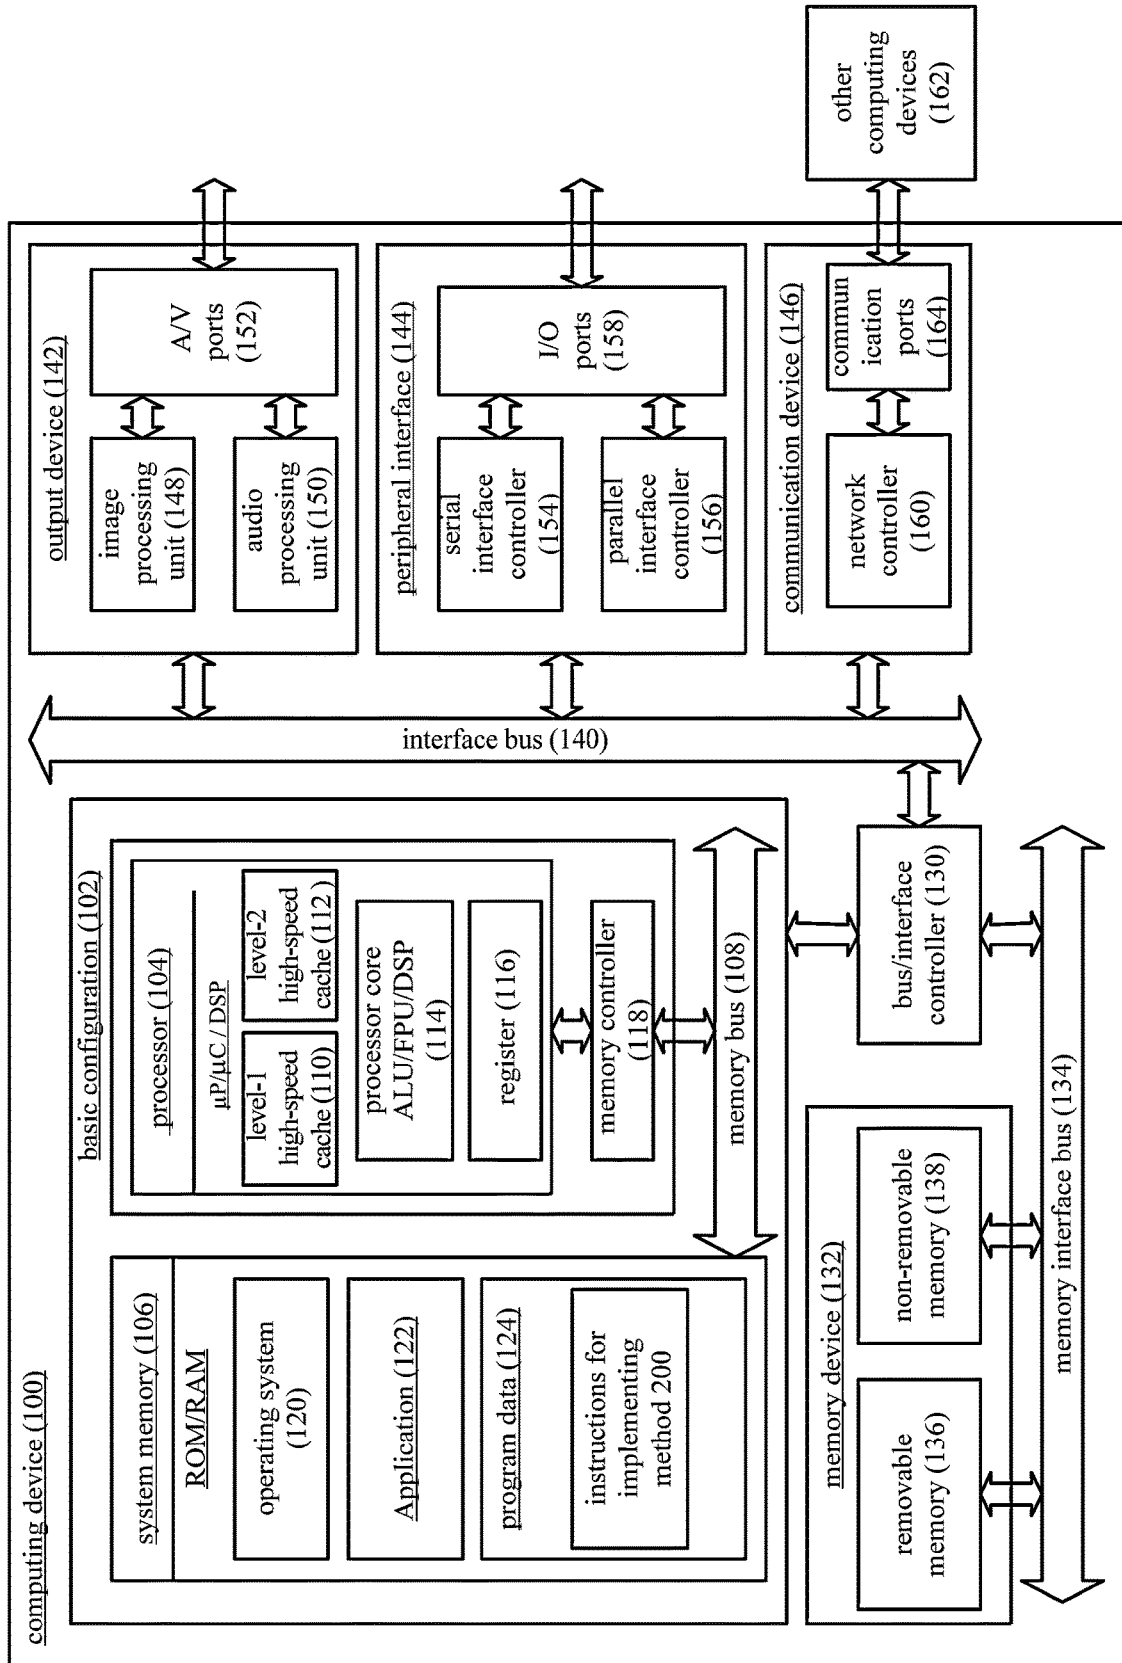 computing device (100)
basic configuration (102)
system memory (106)
ROM/RAM
operating system
(120)
Application (122)
program data (124)
instructions for
implementing
method 200
processor (104)
μP/μC / DSP
level-1
high-speed
cache (110)
level-2
high-speed
cache (112)
processor core
ALU/FPU/DSP
(114)
register (116)
memory controller
(118)
memory bus (108)
memory device (132)
removable
memory (136)
non-removable
memory (138)
memory interface bus (134)
bus/interface
controller (130)
interface bus (140)
output device (142)
image
processing
unit (148)
audio
processing
unit (150)
A/V
ports
(152)
peripheral interface (144)
serial
interface
controller
(154)
parallel
interface
controller
(156)
I/O
ports
(158)
communication device (146)
network
controller
(160)
commun
ication
ports
(164)
other
computing
devices
(162)